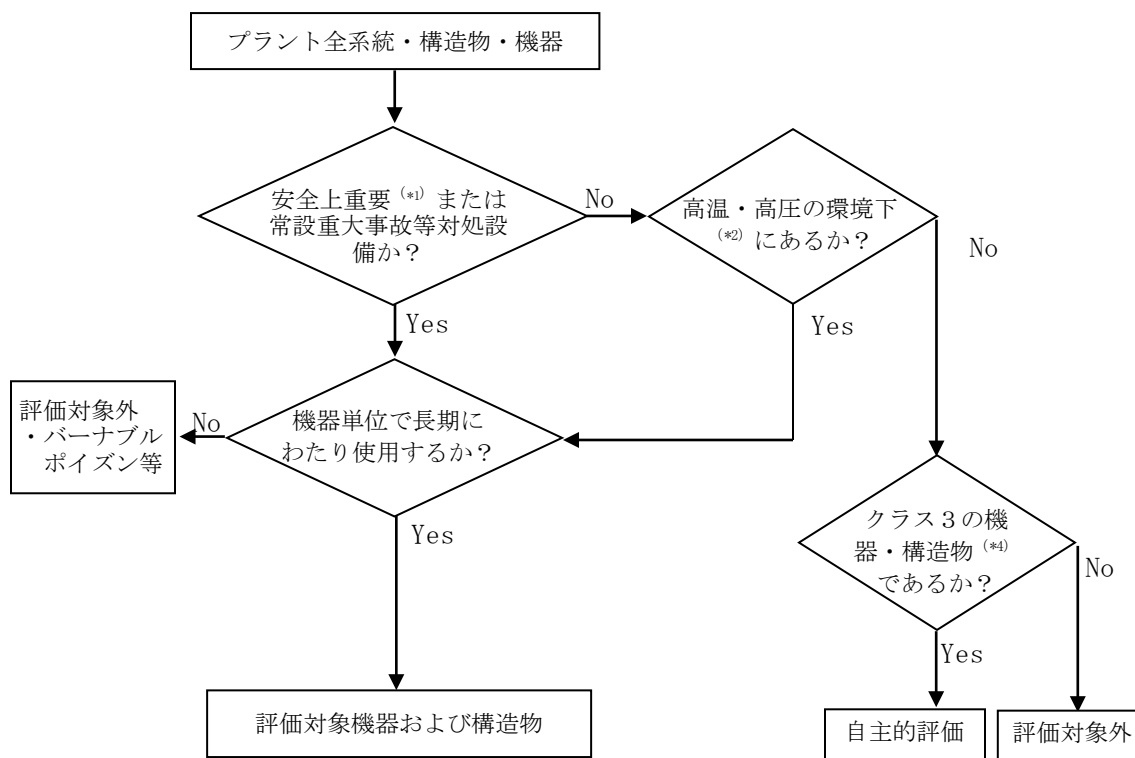 プラント全系統・構造物・機器
安全上重要(*1)または
常設重大事故等対処設
備か？
No
高温・高圧の環境下
(*2)にあるか？
No
Yes
Yes
評価対象外
・バーナブル
ポイズン等
No
機器単位で長期に
わたり使用するか？
Yes
クラス３の機
器・構造物(*4)
であるか？
No
Yes
評価対象機器および構造物
自主的評価
評価対象外